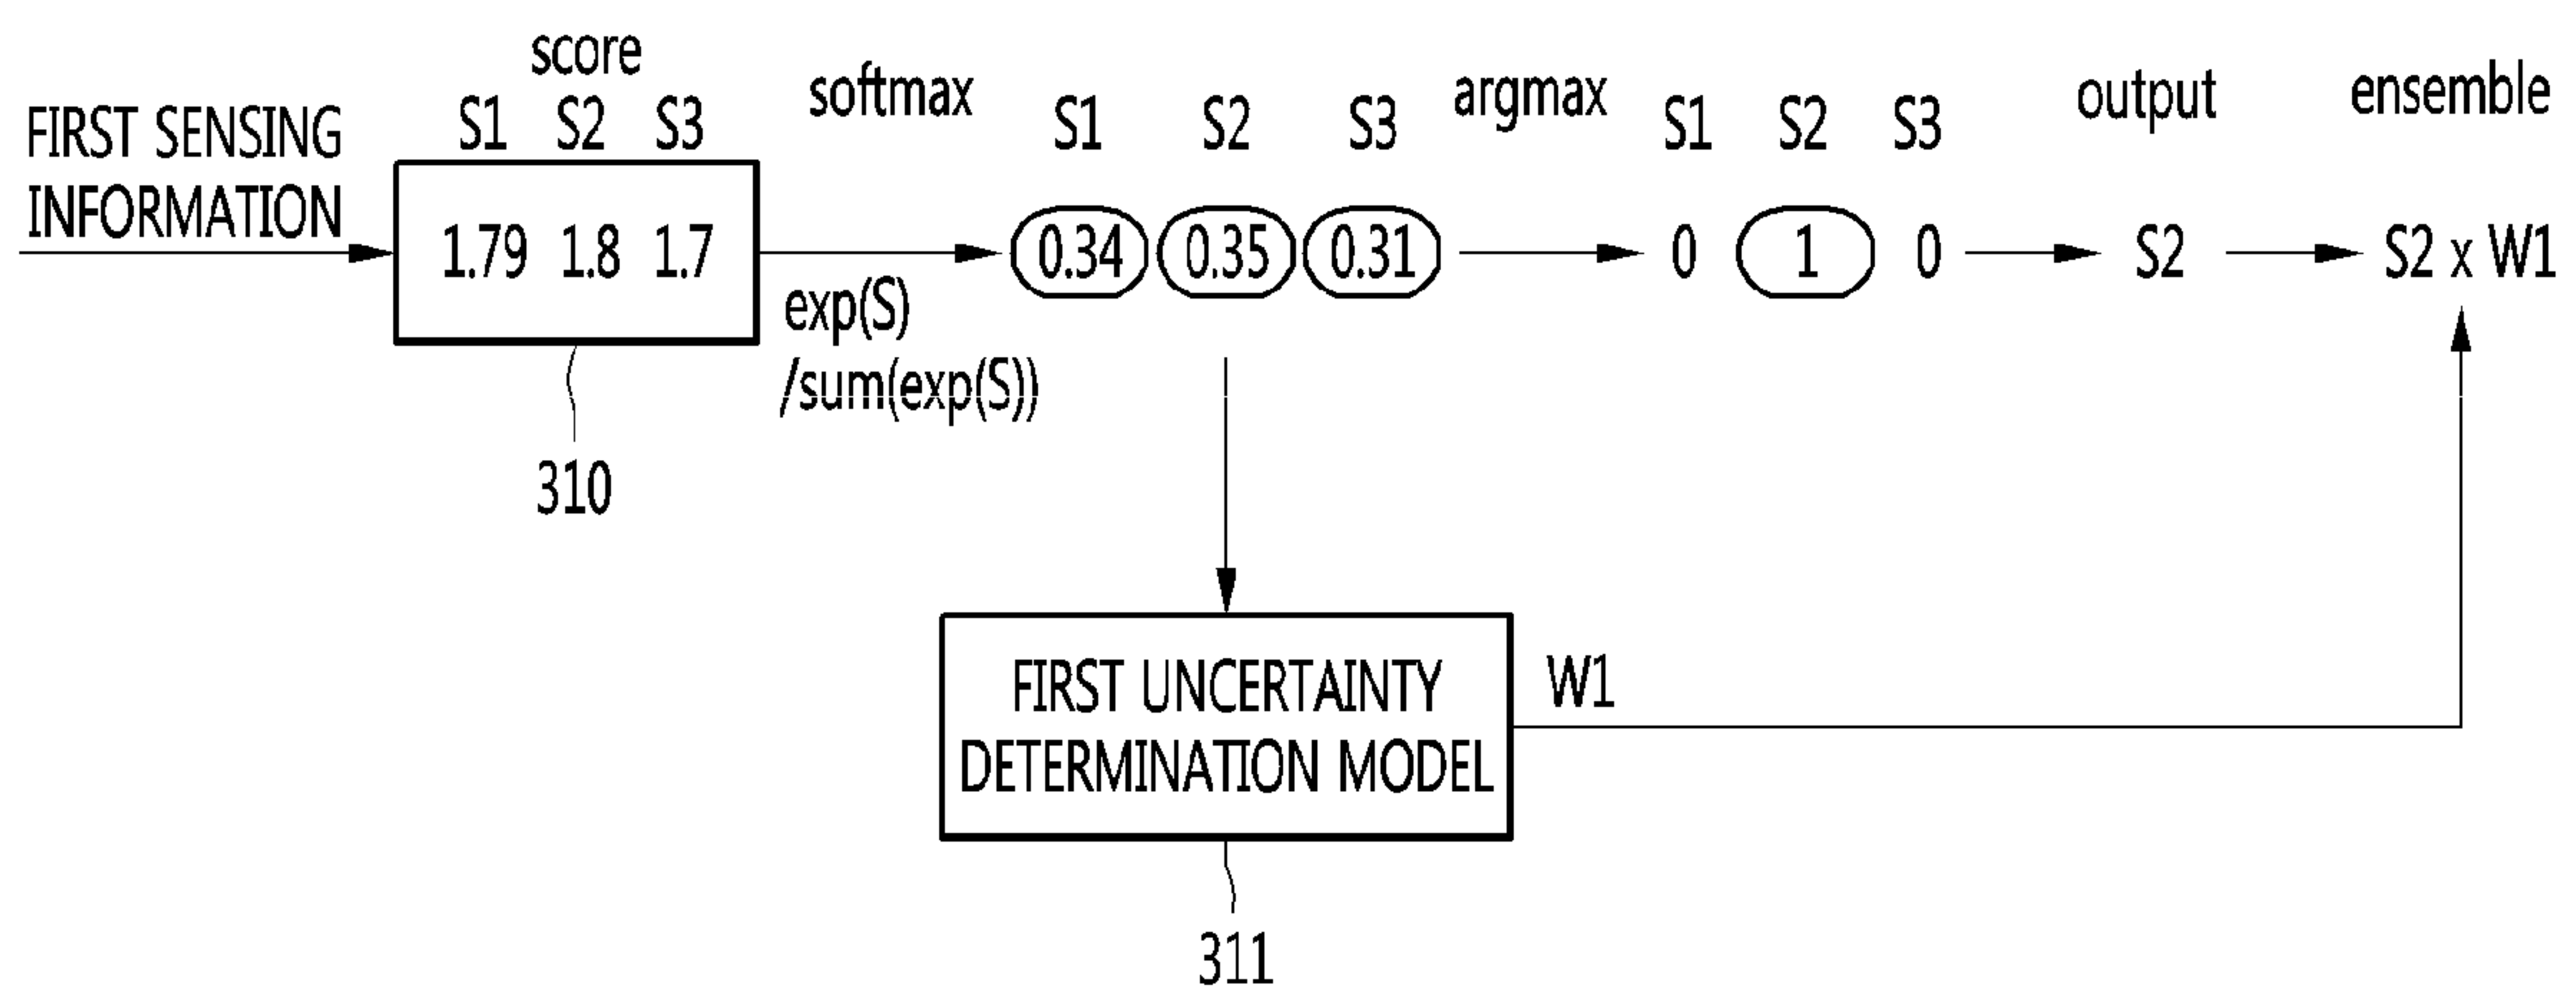 score
softmax
argmax
output
ensemble
FIRST SENSING
INFORMATION
S1 S2 S3
S1 S2 S3
S1 S2 S3
1.79 1.8 1.7
0.34 0.35 0.31
0 1 0
S2
S2 x W1
exp(S)
/sum(exp(S))
310
FIRST UNCERTAINTY
DETERMINATION MODEL
W1
311